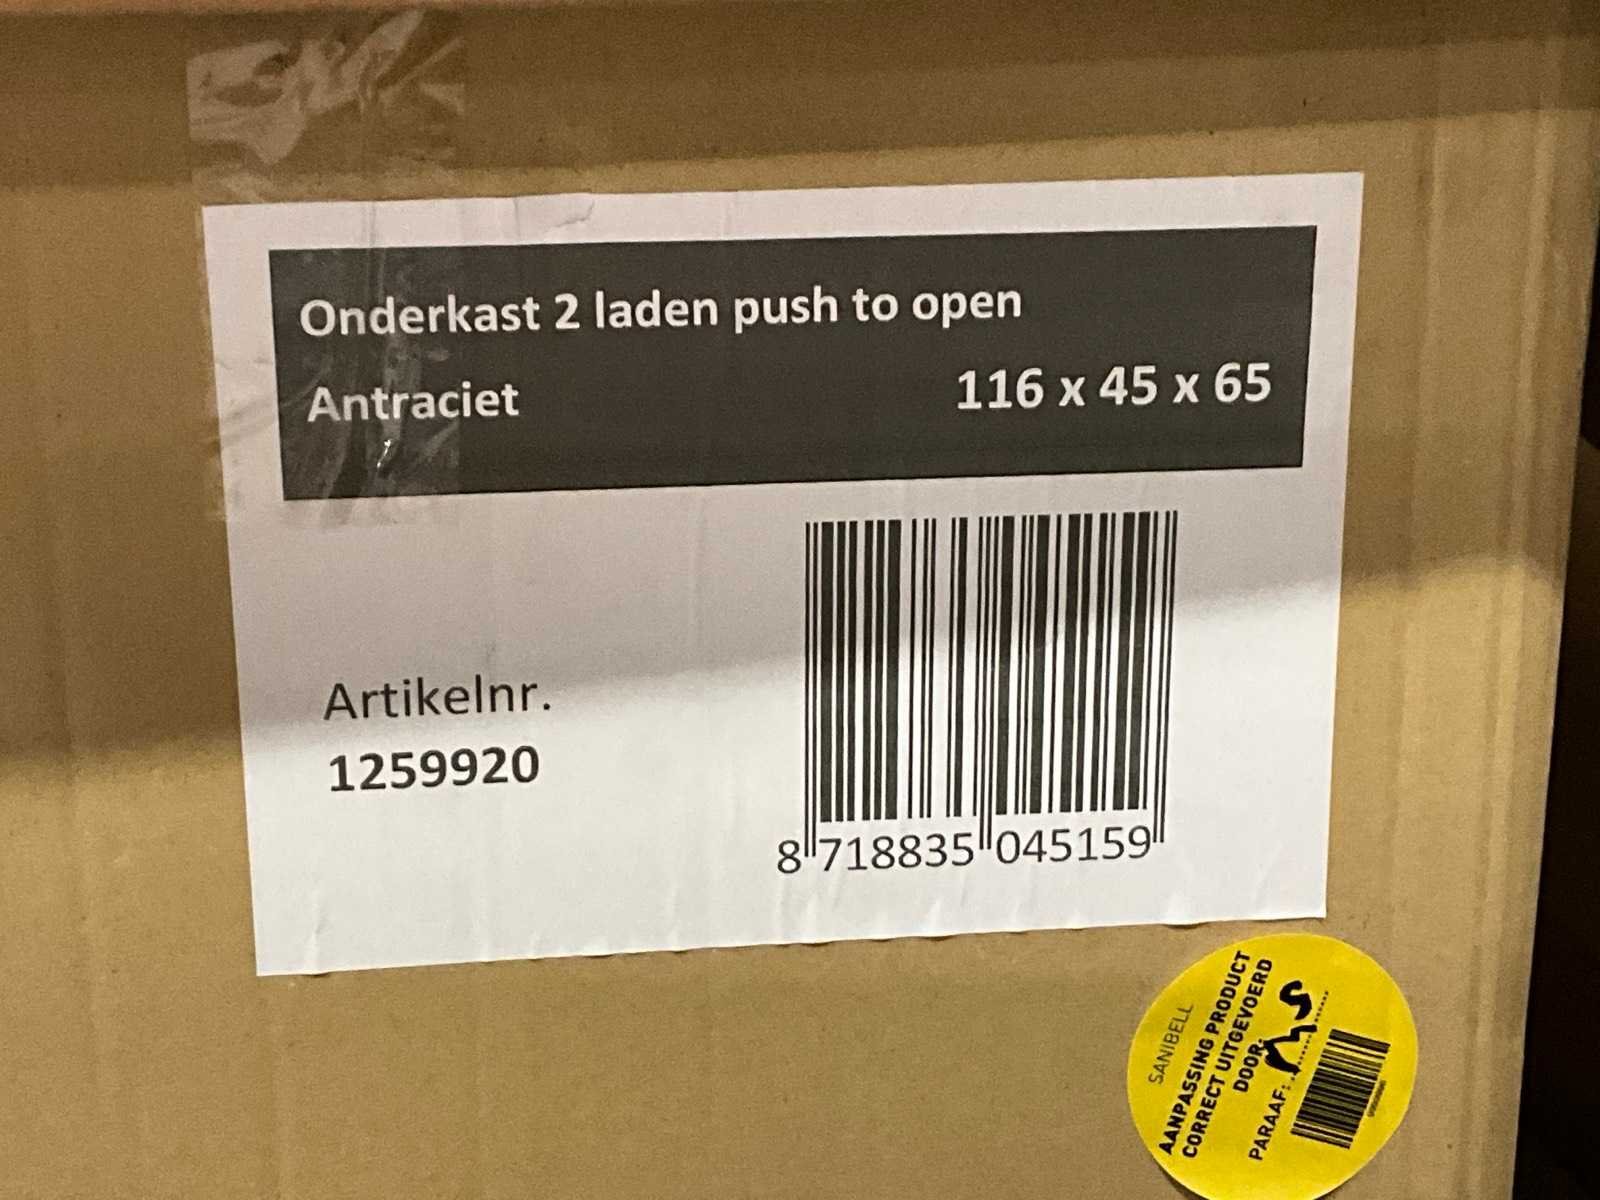 Onderkast 2 laden push to open
Antraciet
116 x 45 x 65
Artikelnr.
1259920
8 718835 045159
SANIBELL
AANPASSING PRODUCT
CORRECT UITGEVOERD
DOOR:
PARAAF: MS